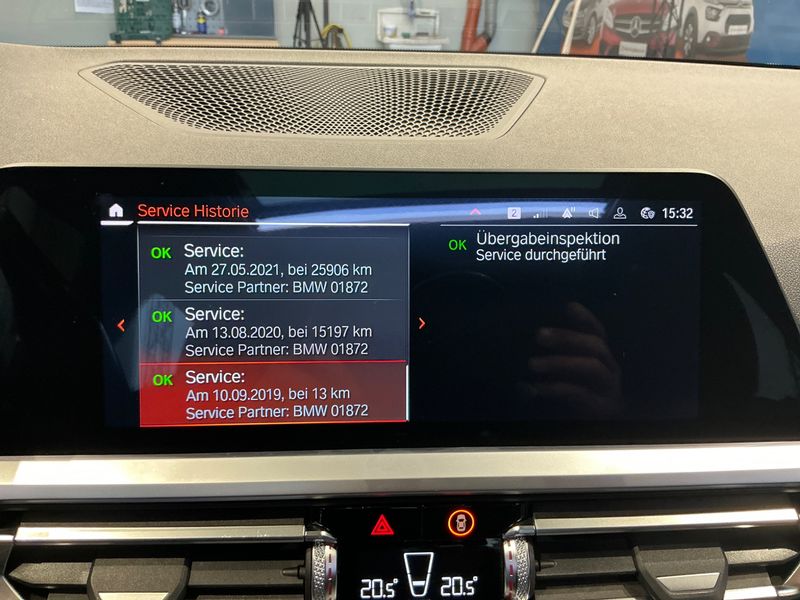 Service Historie
2
15:32
OK Service:
Am 27.05.2021, bei 25906 km
Service Partner: BMW 01872
OK Service:
Am 13.08.2020, bei 15197 km
Service Partner: BMW 01872
OK Service:
Am 10.09.2019, bei 13 km
Service Partner: BMW 01872
OK Übergabeinspektion
Service durchgeführt
20.5° 20.5°